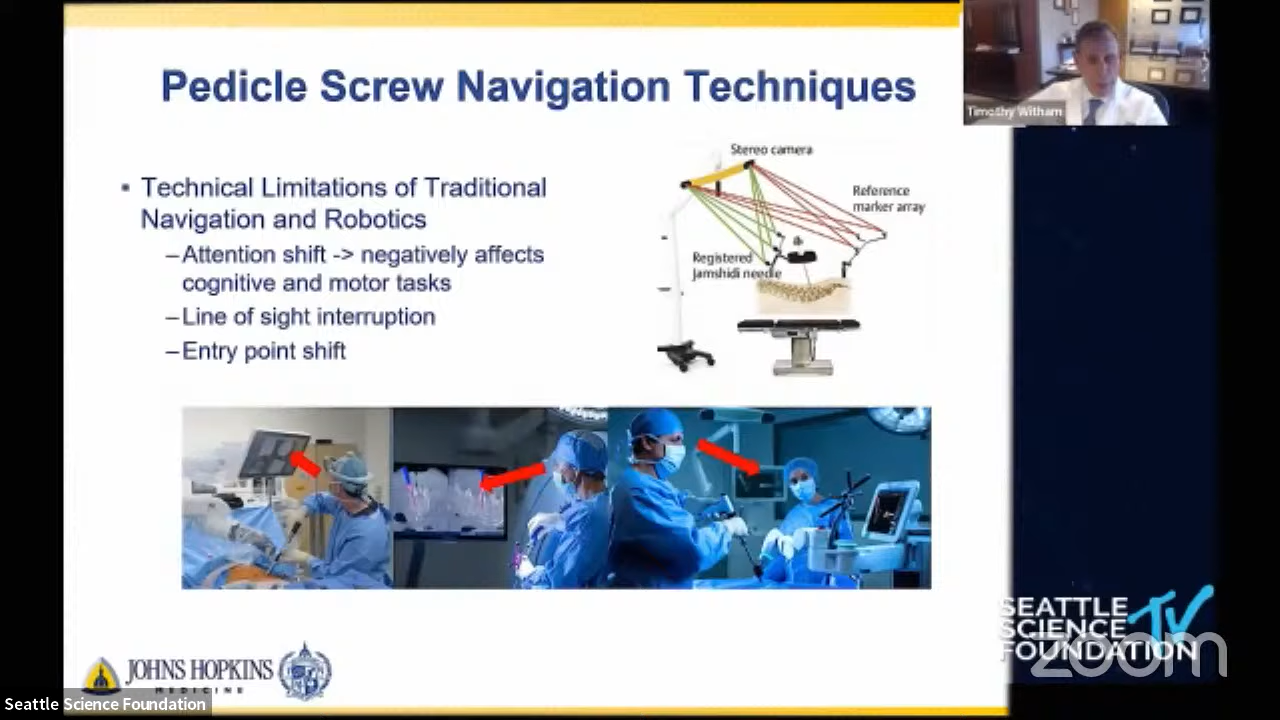 Pedicle Screw Navigation Techniques
Timothy Witham
Stereo camera
Reference
marker array
Registered
Jamshidi needle
▪ Technical Limitations of Traditional
Navigation and Robotics
–Attention shift -> negatively affects
cognitive and motor tasks
–Line of sight interruption
–Entry point shift
JOHNS HOPKINS
MEDICINE
SEATTLE
SCIENCE
FOUNDATION
TV
zoom
Seattle Science Foundation